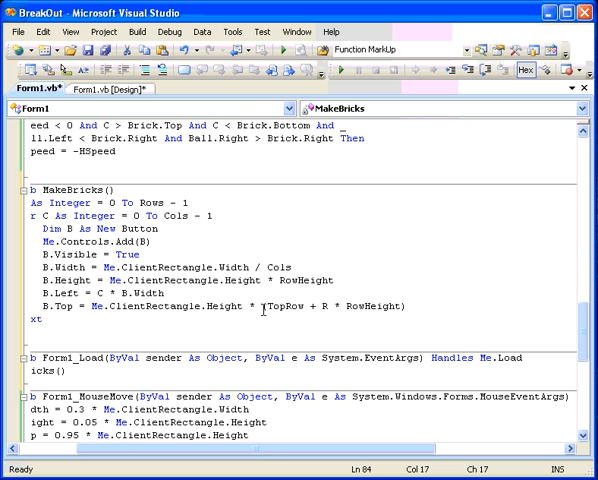 BreakOut - Microsoft Visual Studio
File Edit View Project Build Debug Data Tools Window Help
Function MarkUp
Hex
Form1.vb* Form1.vb [Design]*
Form1 MakeBricks
eed < 0 And C > Brick.Top And C < Brick.Bottom And _
ll.Left < Brick.Right And Ball.Right > Brick.Right Then
peed = -HSpeed
b MakeBricks()
As Integer = 0 To Rows - 1
r C As Integer = 0 To Cols - 1
Dim B As New Button
Me.Controls.Add(B)
B.Visible = True
B.Width = Me.ClientRectangle.Width / Cols
B.Height = Me.ClientRectangle.Height * RowHeight
B.Left = C * B.Width
B.Top = Me.ClientRectangle.Height * (TopRow + R * RowHeight)
xt
b Form1_Load(ByVal sender As Object, ByVal e As System.EventArgs) Handles Me.Load
icks()
b Form1_MouseMove(ByVal sender As Object, ByVal e As System.Windows.Forms.MouseEventArgs)
dth = 0.3 * Me.ClientRectangle.Width
ight = 0.05 * Me.ClientRectangle.Height
p = 0.95 * Me.ClientRectangle.Height
Ready Ln 84 Col 17 Ch 17 INS